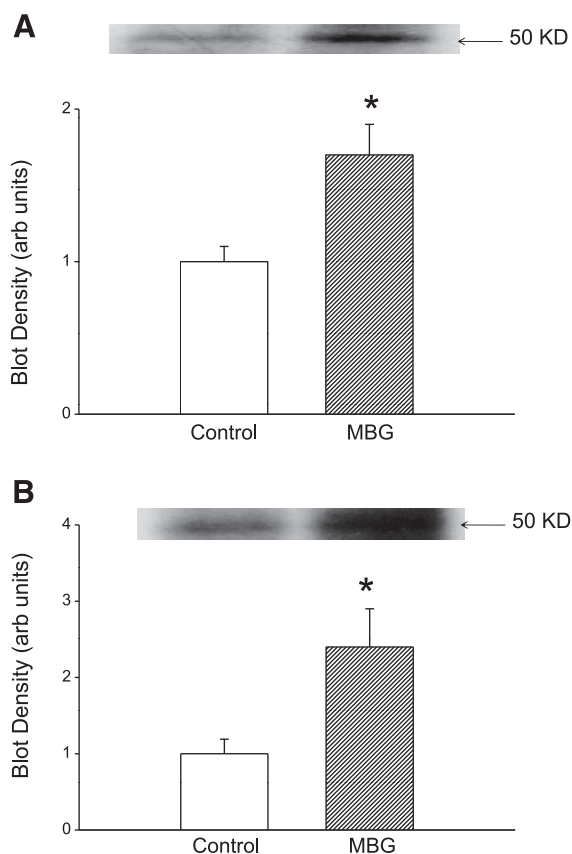 A
50 KD
2
*
1
Blot Density (arb units)
0
Control MBG
B
50 KD
4
*
3
2
Blot Density (arb units)
1
0
Control MBG